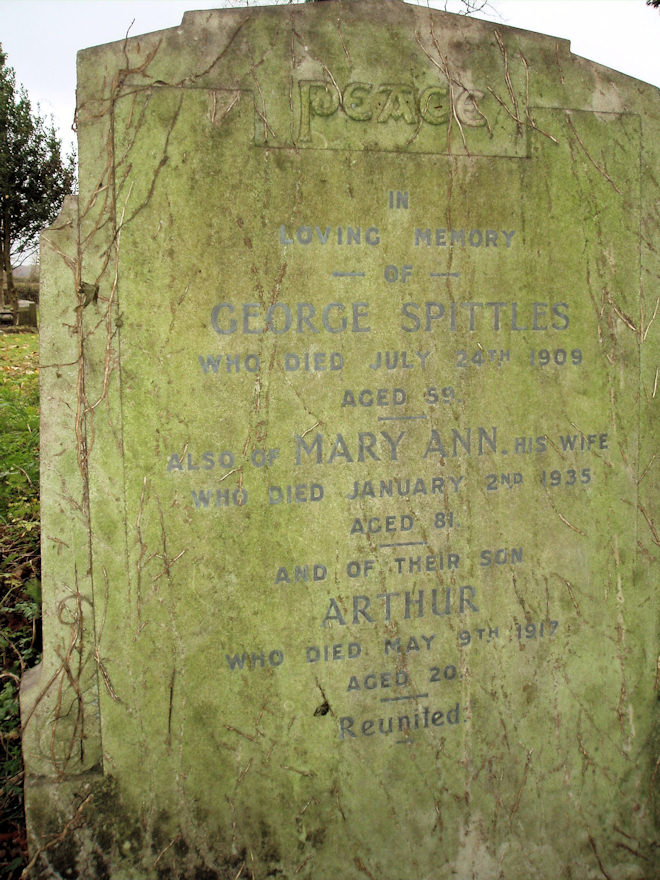 PEACE
IN
LOVING MEMORY
OF
GEORGE SPITTLES
WHO DIED JULY 24TH 1909
AGED 59.
ALSO OF MARY ANN. HIS WIFE
WHO DIED JANUARY 2ND 1935
AGED 81.
AND OF THEIR SON
ARTHUR
WHO DIED MAY 9TH 1917
AGED 20.
Reunited.